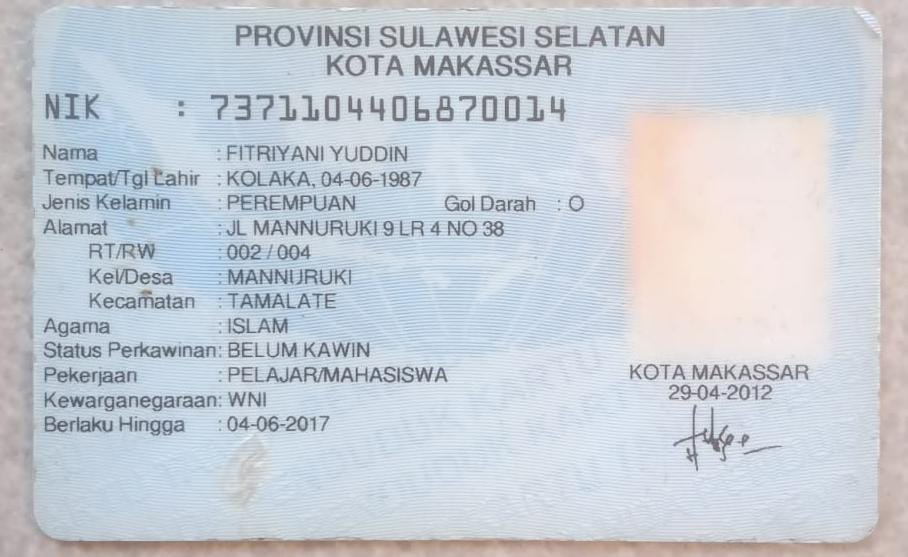 PROVINSI SULAWESI SELATAN
KOTA MAKASSAR
NIK : 7371104406870014
Nama : FITRIYANI YUDDIN
Tempat/Tgl Lahir : KOLAKA, 04-06-1987
Jenis Kelamin : PEREMPUAN Gol Darah : O
Alamat : JL MANNURUKI 9 LR 4 NO 38
RT/RW : 002 / 004
Kel/Desa : MANNURUKI
Kecamatan : TAMALATE
Agama : ISLAM
Status Perkawinan: BELUM KAWIN
Pekerjaan : PELAJAR/MAHASISWA
Kewarganegaraan: WNI
Berlaku Hingga : 04-06-2017
KOTA MAKASSAR
29-04-2012